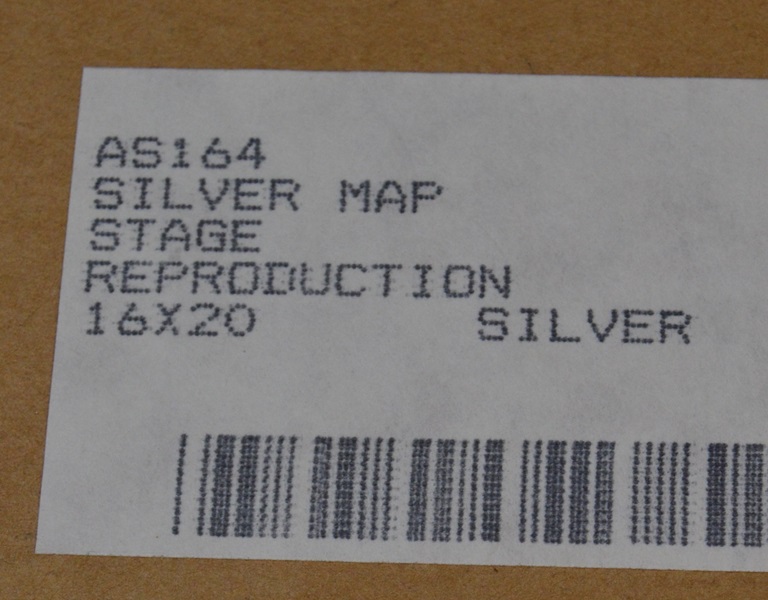 AS164
SILVER MAP
STAGE
REPRODUCTION
16X20 SILVER